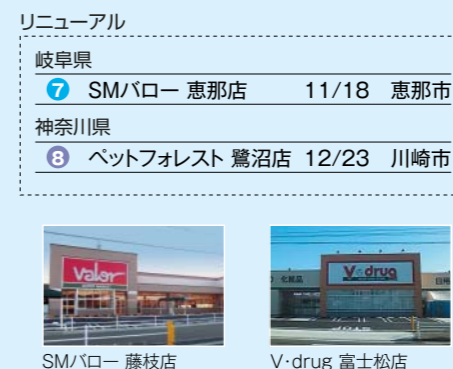 リニューアル
岐阜県
7 SMバロー 恵那店 11/18 恵那市
神奈川県
8 ペットフォレスト 鷺沼店 12/23 川崎市
Valor
V・drug
化粧品
SMバロー 藤枝店
V・drug 富士松店